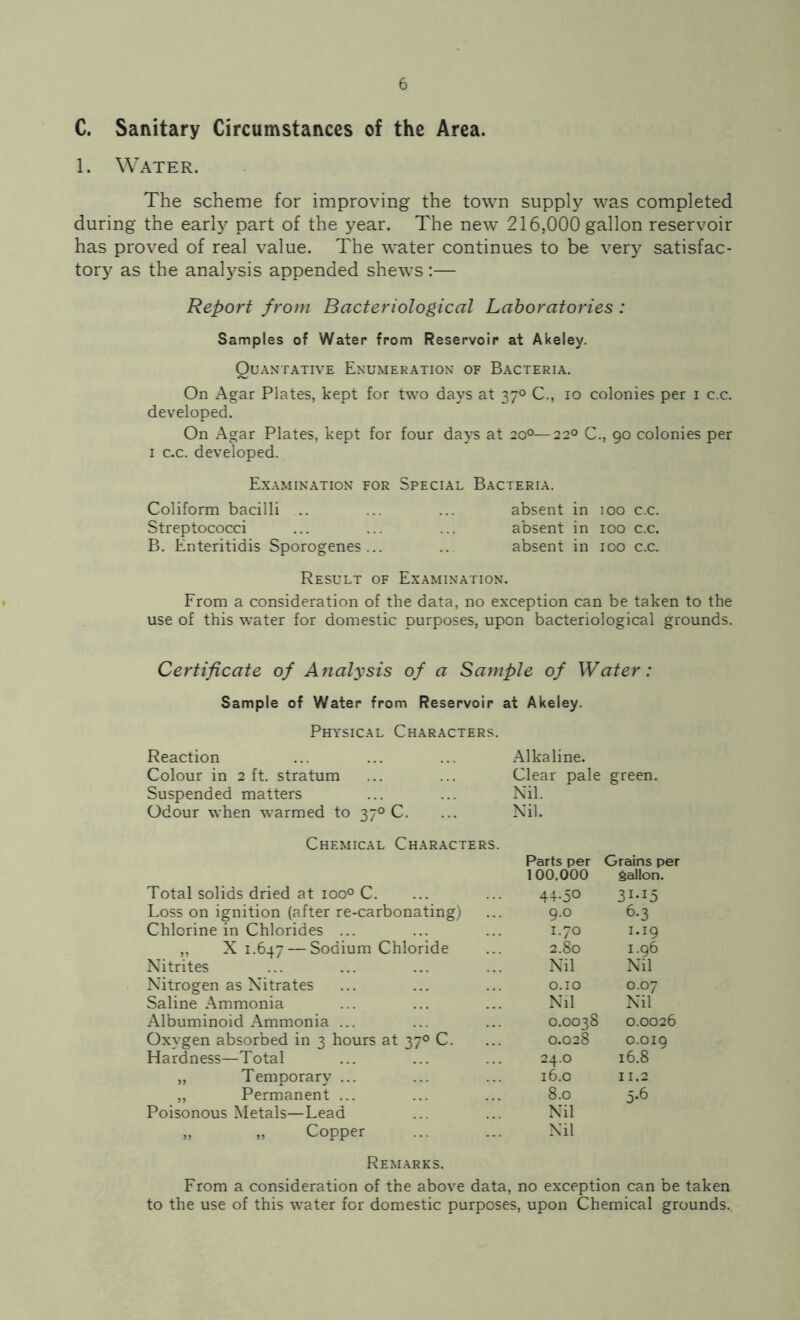 6
C. Sanitary Circumstances of the Area.
1. WATER.
The scheme for improving the town supply was completed
during the early part of the year. The new 216,000 gallon reservoir
has proved of real value. The water continues to be very satisfac-
tory as the analysis appended shews :—
Report from Bacteriological Laboratories :
Samples of Water from Reservoir at Akeley.
QUANTATIVE ENUMERATION OF BACTERIA.
On Agar Plates, kept for two days at 37° C., 10 colonies per 1 c.c.
developed.
On Agar Plates, kept for four days at 20°—22° C., 90 colonies per
1 c.c. developed.
EXAMINATION FOR SPECIAL BACTERIA.
Coliform bacilli .. ... ... absent in 100 c.c.
Streptococci ... ... ... absent in 100 c.c.
B. Enteritidis Sporogenes ... .. absent in 100 c.c.
RESULT OF EXAMINATION.
From a consideration of the data, no exception can be taken to the
use of this water for domestic purposes, upon bacteriological grounds.
Certificate of Analysis of a Sample of Water :
Sample of Water from Reservoir at Akeley.
PHYSICAL CHARACTERS.
Reaction ... ... ... Alkaline.
Colour in 2 ft. stratum ... ... Clear pale green.
Suspended matters ... ... Nil.
Odour when warmed to 37° C. ... Nil.
CHEMICAL CHARACTERS.
Parts per Grains per
100.000 gallon.
Total solids dried at 100° C. ... ... 44.50 31.15
Loss on ignition (after re-carbonating) ... 9.0 6.3
Chlorine in Chlorides ... ... ... 1.70 1.19
„ X 1.647 — Sodium Chloride ... 2.80 1.96
Nitrites ... ... ... ... Nil Nil
Nitrogen as Nitrates ... ... ... 0.10 0.07
Saline Ammonia ... ... ... Nil Nil
Albuminoid Ammonia ... ... ... 0.0038 0.0026
Oxygen absorbed in 3 hours at 37° C. ... 0.028 0.019
Hardness—Total ... ... ... 24.0 16.8
„ Temporary ... ... ... 16.0 11.2
„ Permanent ... ... ... 8.0 5.6
Poisonous Metals—Lead ... ... Nil
„ „ Copper ... ... Nil
REMARKS.
From a consideration of the above data, no exception can be taken
to the use of this water for domestic purposes, upon Chemical grounds.